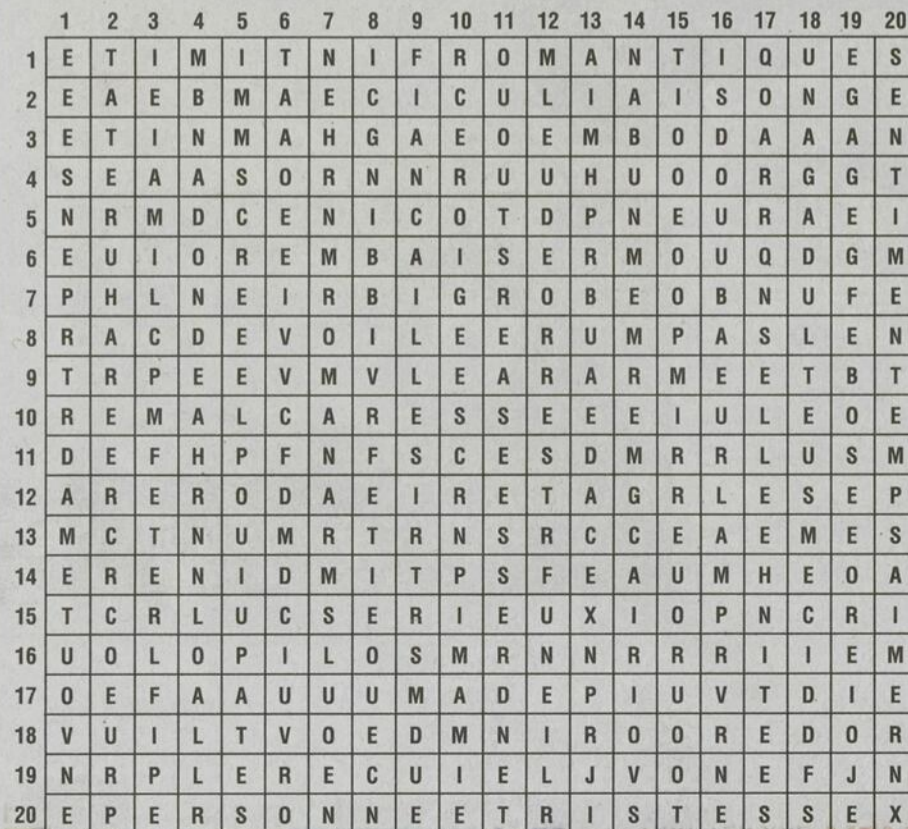 1 2 3 4 5 6 7 8 9 10 11 12 13 14 15 16 17 18 19 20
1 E T I M I T N I F R O M A N T I Q U E S
2 E A E B M A E C I C U L I A I S O N G E
3 E T I N M A H G A E O E M B O D A A A N
4 S E A A S O R N N R U U H U O O R G G T
5 N R M D C E N I C O T D P N E U R A E I
6 E U I O R E M B A I S E R M O U Q D G M
7 P H L N E I R B I G R O B E O B N U F E
8 R A C D E V O I L E E R U M P A S L E N
9 T R P E E V M V L E A R A R M E E T B T
10 R E M A L C A R E S S E E E I U L E O E
11 D E F H P F N F S C E S D M R R L U S M
12 A R E R O D A E I R E T A G R L E S E P
13 M C T N U M R T R N S R C C E A E M E S
14 E R E N I D M I T P S F E A U M H E O A
15 T C R L U C S E R I E U X I O P N C R I
16 U O L O P I L O S M R N N R R R I I E M
17 O E F A A U U U M A D E P I U V T D I E
18 V U I L T V O E D M N I R O O R E D O R
19 N R P L E R E C U I E L J V O N E F J N
20 E P E R S O N N E E T R I S T E S S E X